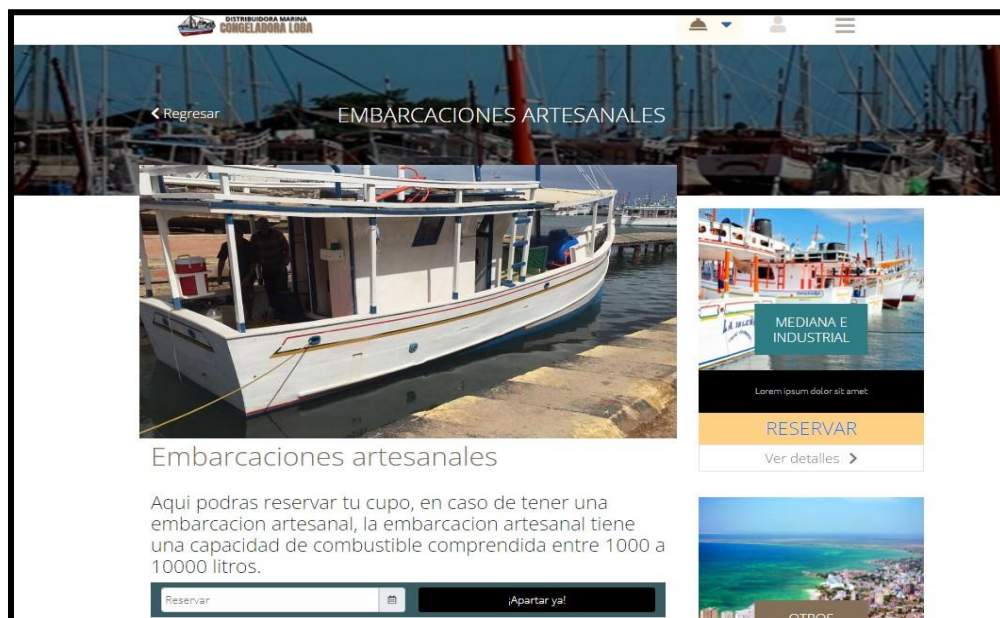 DISTRIBUIDORA MARINA
CONGELADORA LOBA
Regresar
EMBARCACIONES ARTESANALES
Embarcaciones artesanales
Aqui podras reservar tu cupo, en caso de tener una
embarcacion artesanal, la embarcacion artesanal tiene
una capacidad de combustible comprendida entre 1000 a
10000 litros.
Reservar
¡Apartar ya!
MEDIANA E
INDUSTRIAL
Lorem ipsum dolor sit amet
RESERVAR
Ver detalles
OTROS